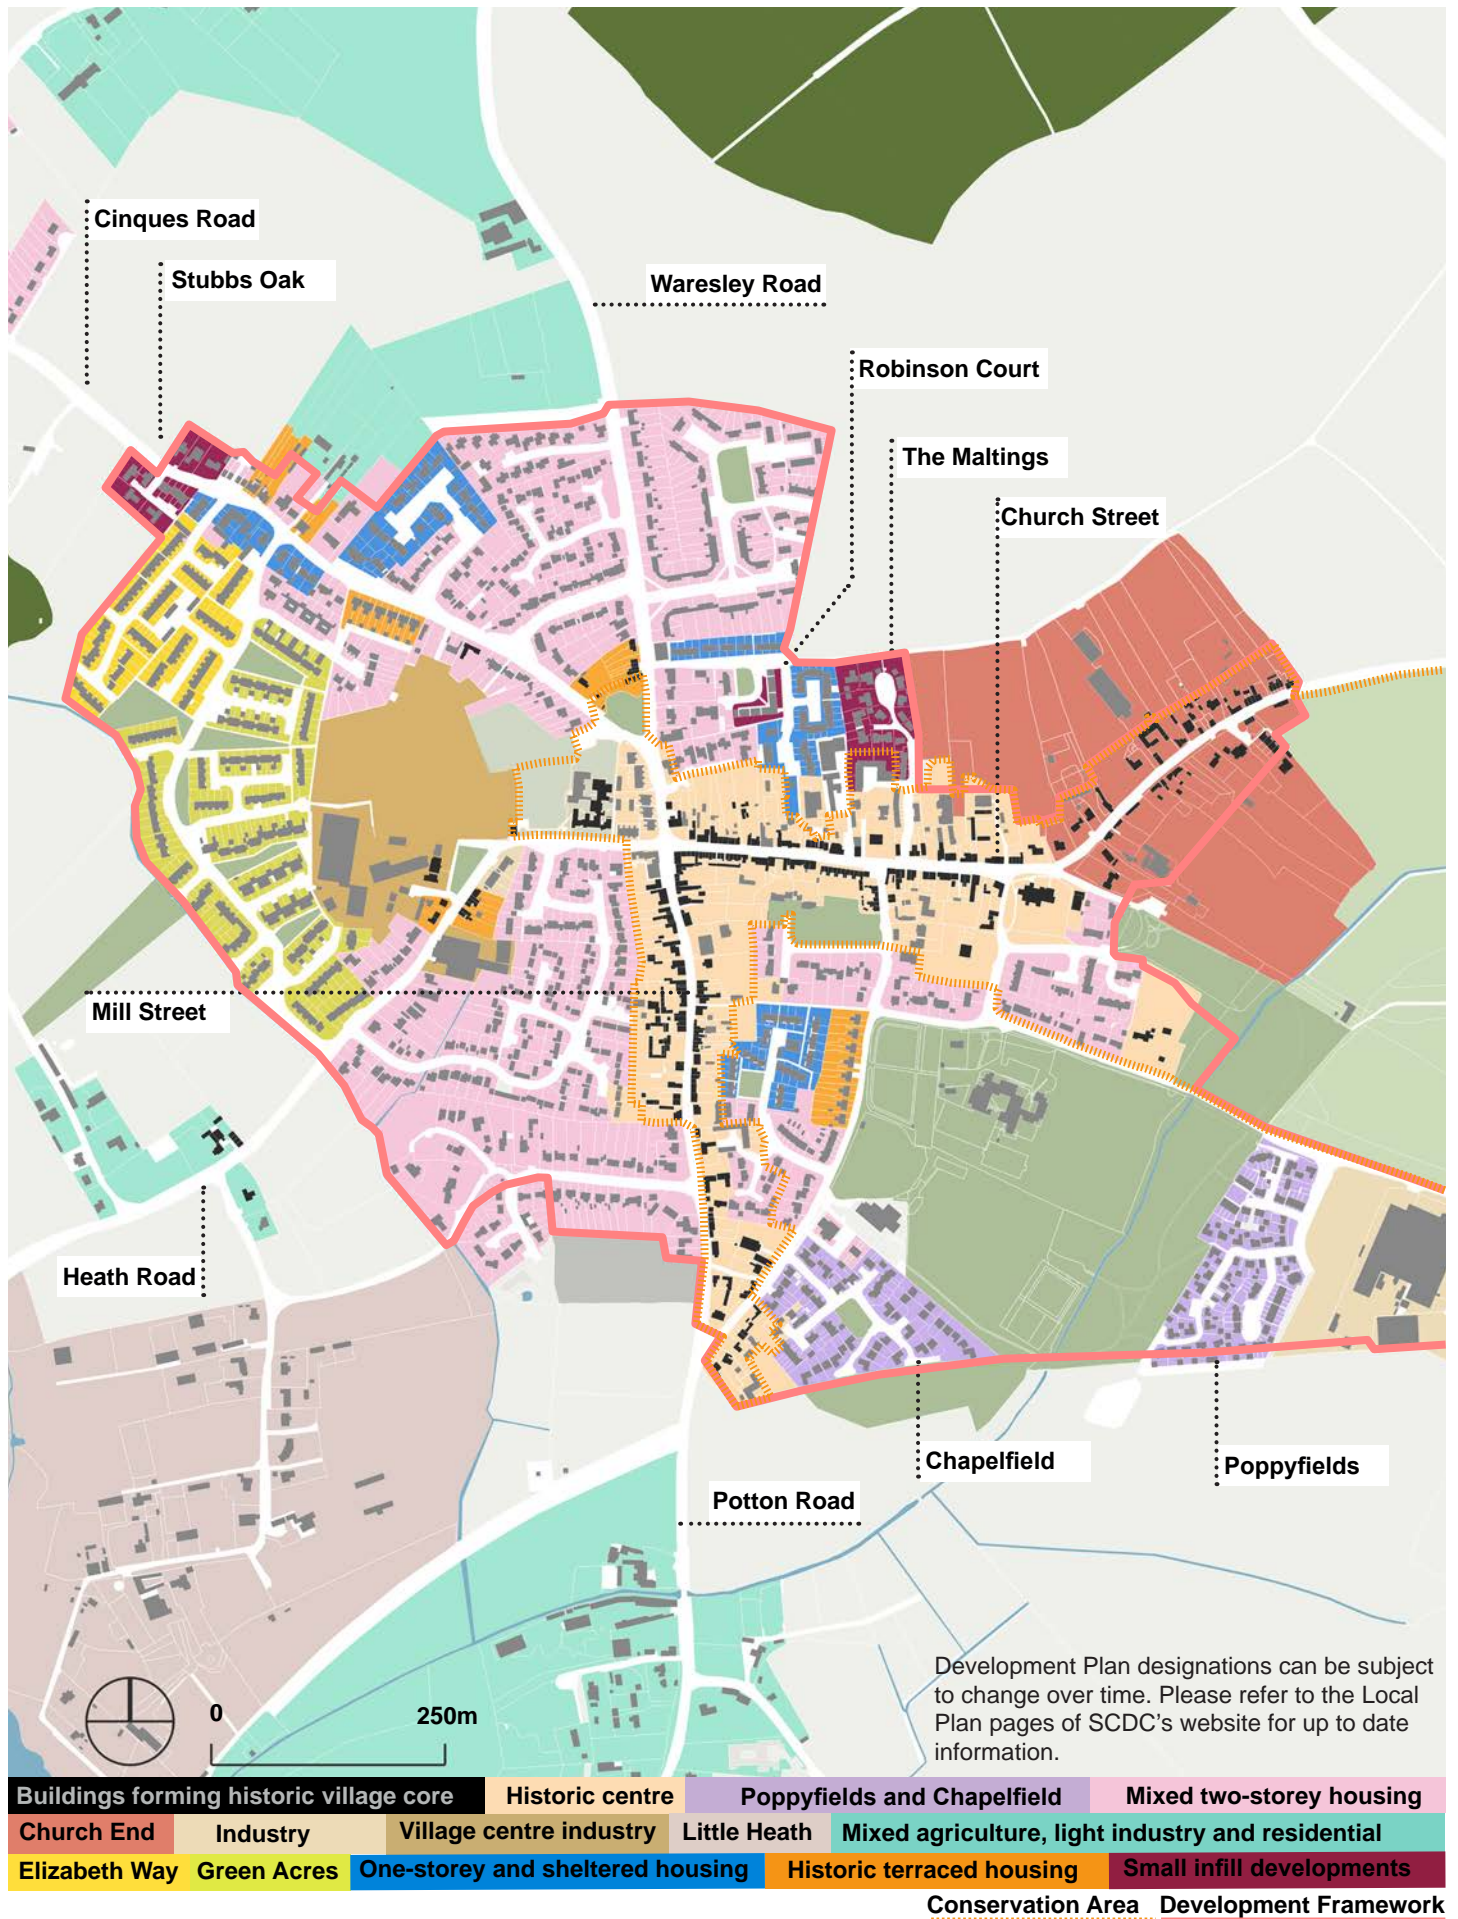 Cinques Road
Stubbs Oak
Waresley Road
Robinson Court
The Maltings
Church Street
Mill Street
Heath Road
Chapelfield
Poppyfields
Potton Road
Development Plan designations can be subject
to change over time. Please refer to the Local
Plan pages of SCDC's website for up to date
information.
0 250m
Buildings forming historic village core Historic centre Poppyfields and Chapelfield Mixed two-storey housing
Church End Industry Village centre industry Little Heath Mixed agriculture, light industry and residential
Elizabeth Way Green Acres One-storey and sheltered housing Historic terraced housing Small infill developments
Conservation Area Development Framework